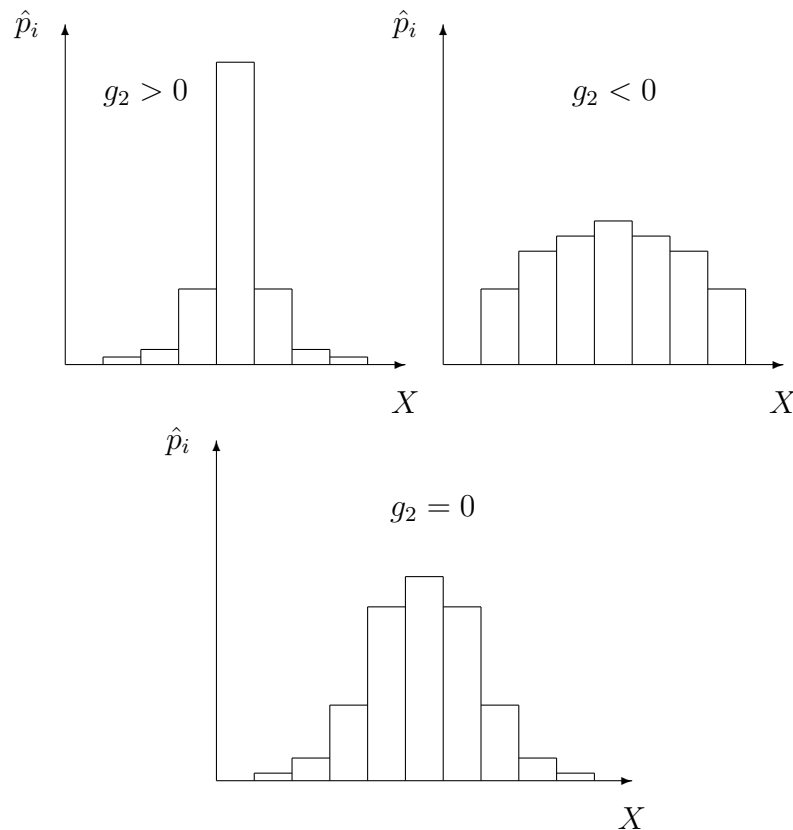 p̂ᵢ
p̂ᵢ
g₂ > 0
g₂ < 0
X
X
p̂ᵢ
g₂ = 0
X